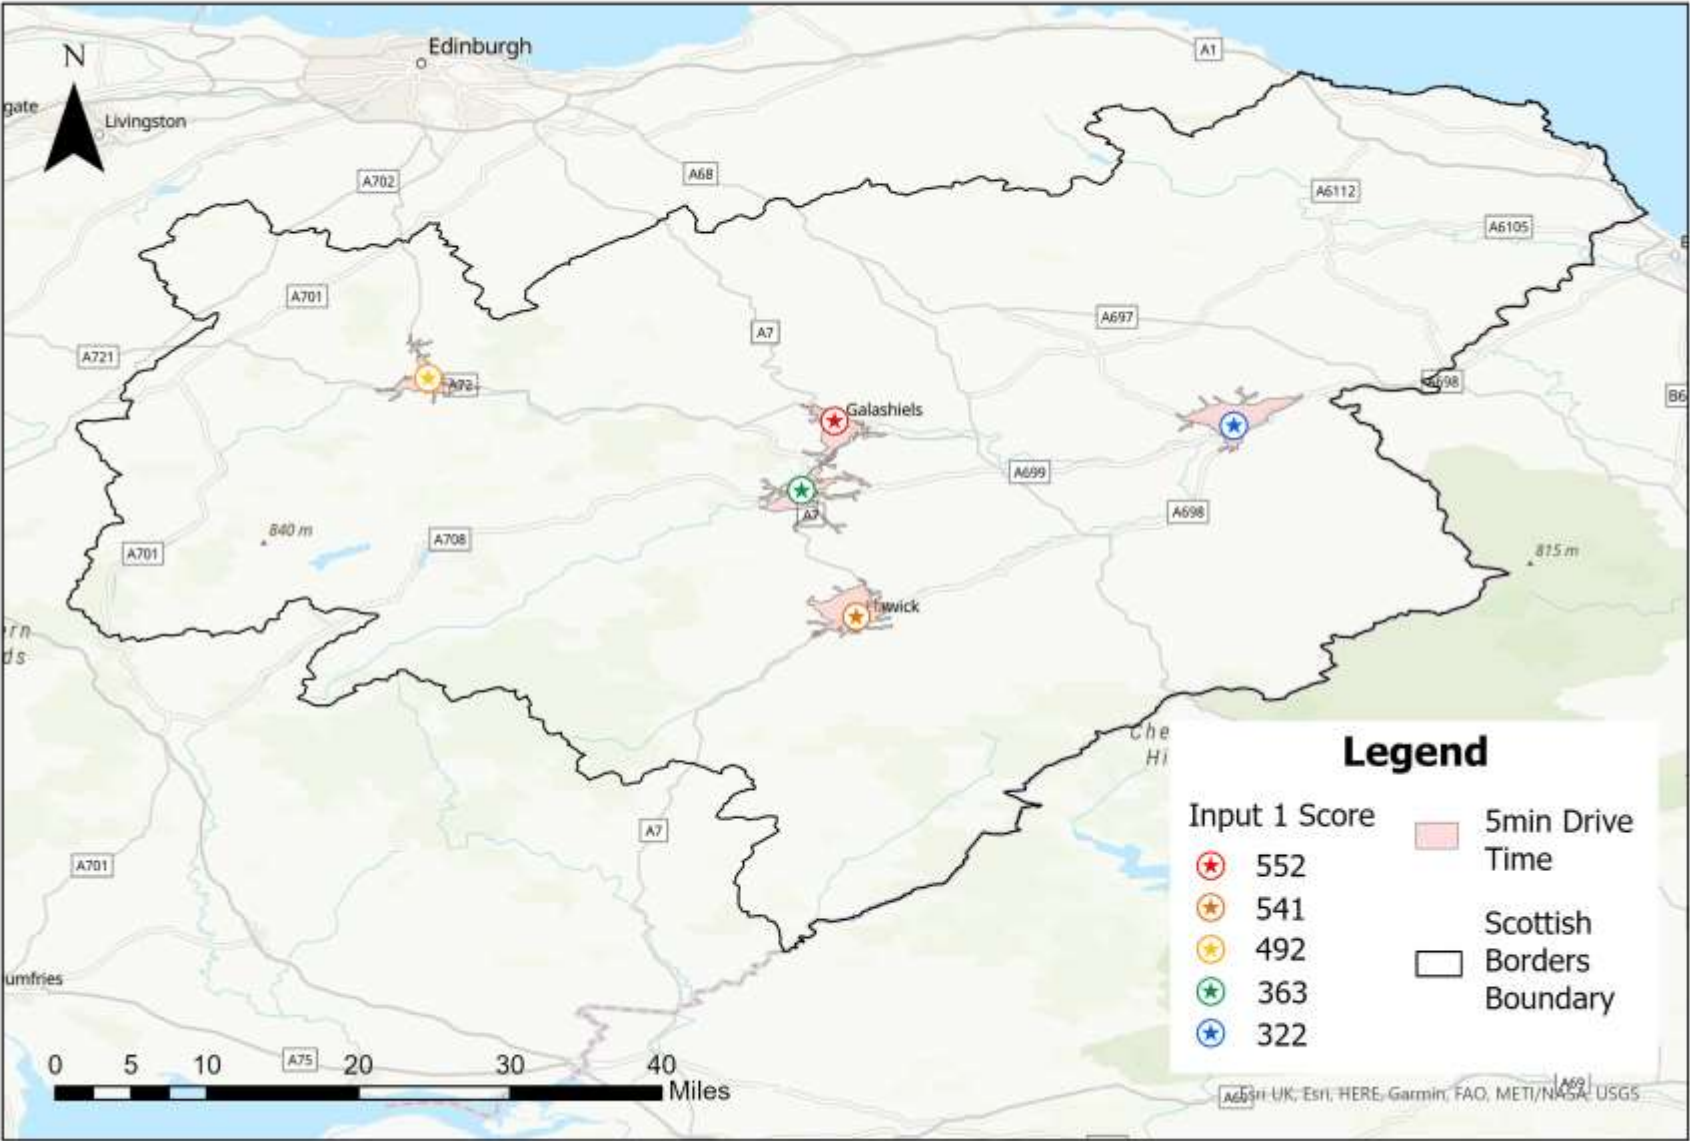 N
Edinburgh
A1
gate
Livingston
A702
A68
A6112
A6105
A701
A7
A697
A721
A72
A698
B6
Galashiels
A699
A7
A698
840 m
A708
A701
815 m
Hawick
Che
Hi
Legend
Input 1 Score
552
541
492
363
322
5min Drive
Time
Scottish
Borders
Boundary
A7
A701
umfries
0 5 10 20 30 40
Miles
A75
A69
Esri UK, Esri, HERE, Garmin, FAO, METI/NASA, USGS